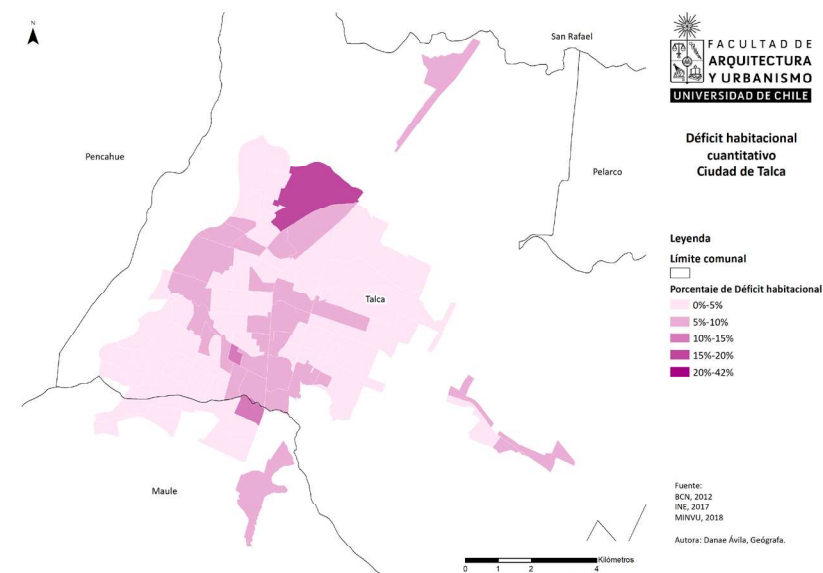 N
San Rafael
FACULTAD DE
ARQUITECTURA
Y URBANISMO
UNIVERSIDAD DE CHILE
Pencahue
Déficit habitacional
cuantitativo
Ciudad de Talca
Pelarco
Leyenda
Límite comunal
Porcentaje de Déficit habitacional
0%-5%
5%-10%
10%-15%
15%-20%
20%-42%
Talca
Maule
Fuente:
BCN, 2012
INE, 2017
MINVU, 2018
Autora: Danae Ávila, Geógrafa.
Kilómetros
0 1 2 4